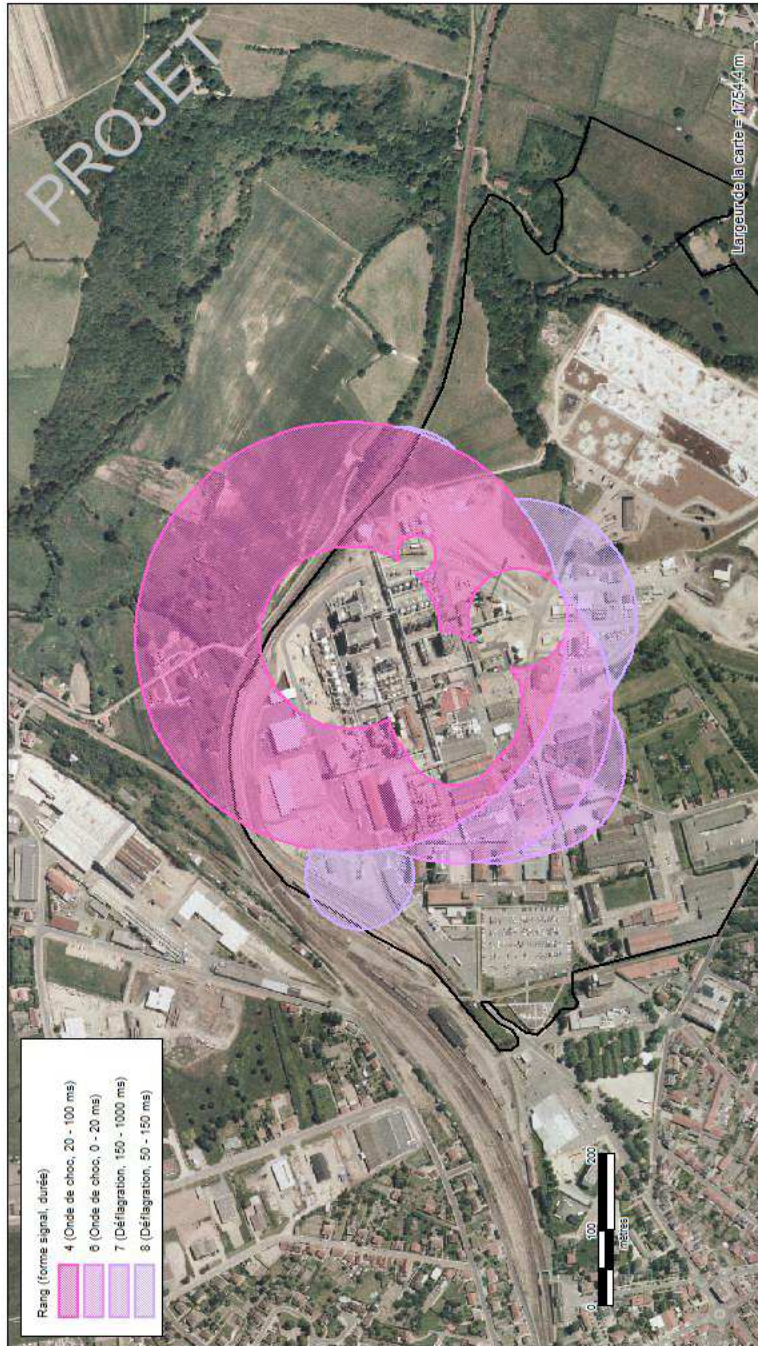 PROJET
Largeur de la carte = 1754.4 m
Rang (forme signal, durée)
4 (Onde de choc, 20 - 100 ms)
6 (Onde de choc, 0 - 20 ms)
7 (Déflagration, 150 - 1000 ms)
8 (Déflagration, 50 - 150 ms)
0 100 200
mètres